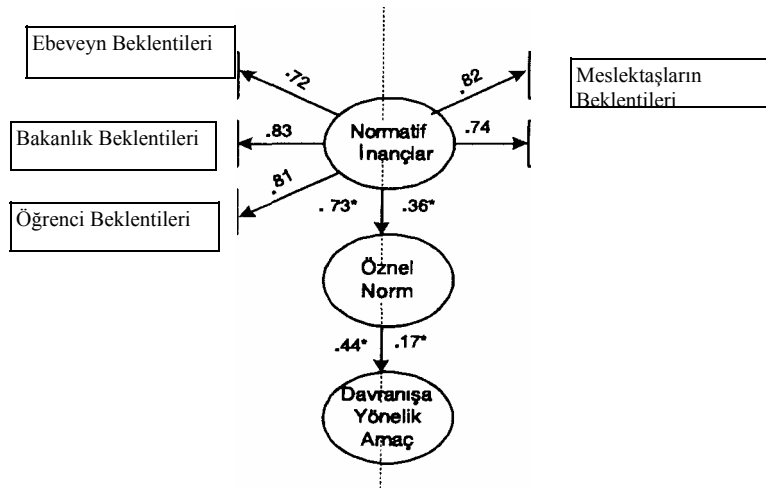 Ebeveyn Beklentileri
.72
.82
Meslektaşların
Beklentileri
Bakanlık Beklentileri
.83
Normatif
İnançlar
.74
.81
Öğrenci Beklentileri
.73*
.36*
Öznel
Norm
.44*
.17*
Davranışa
Yönelik
Amaç